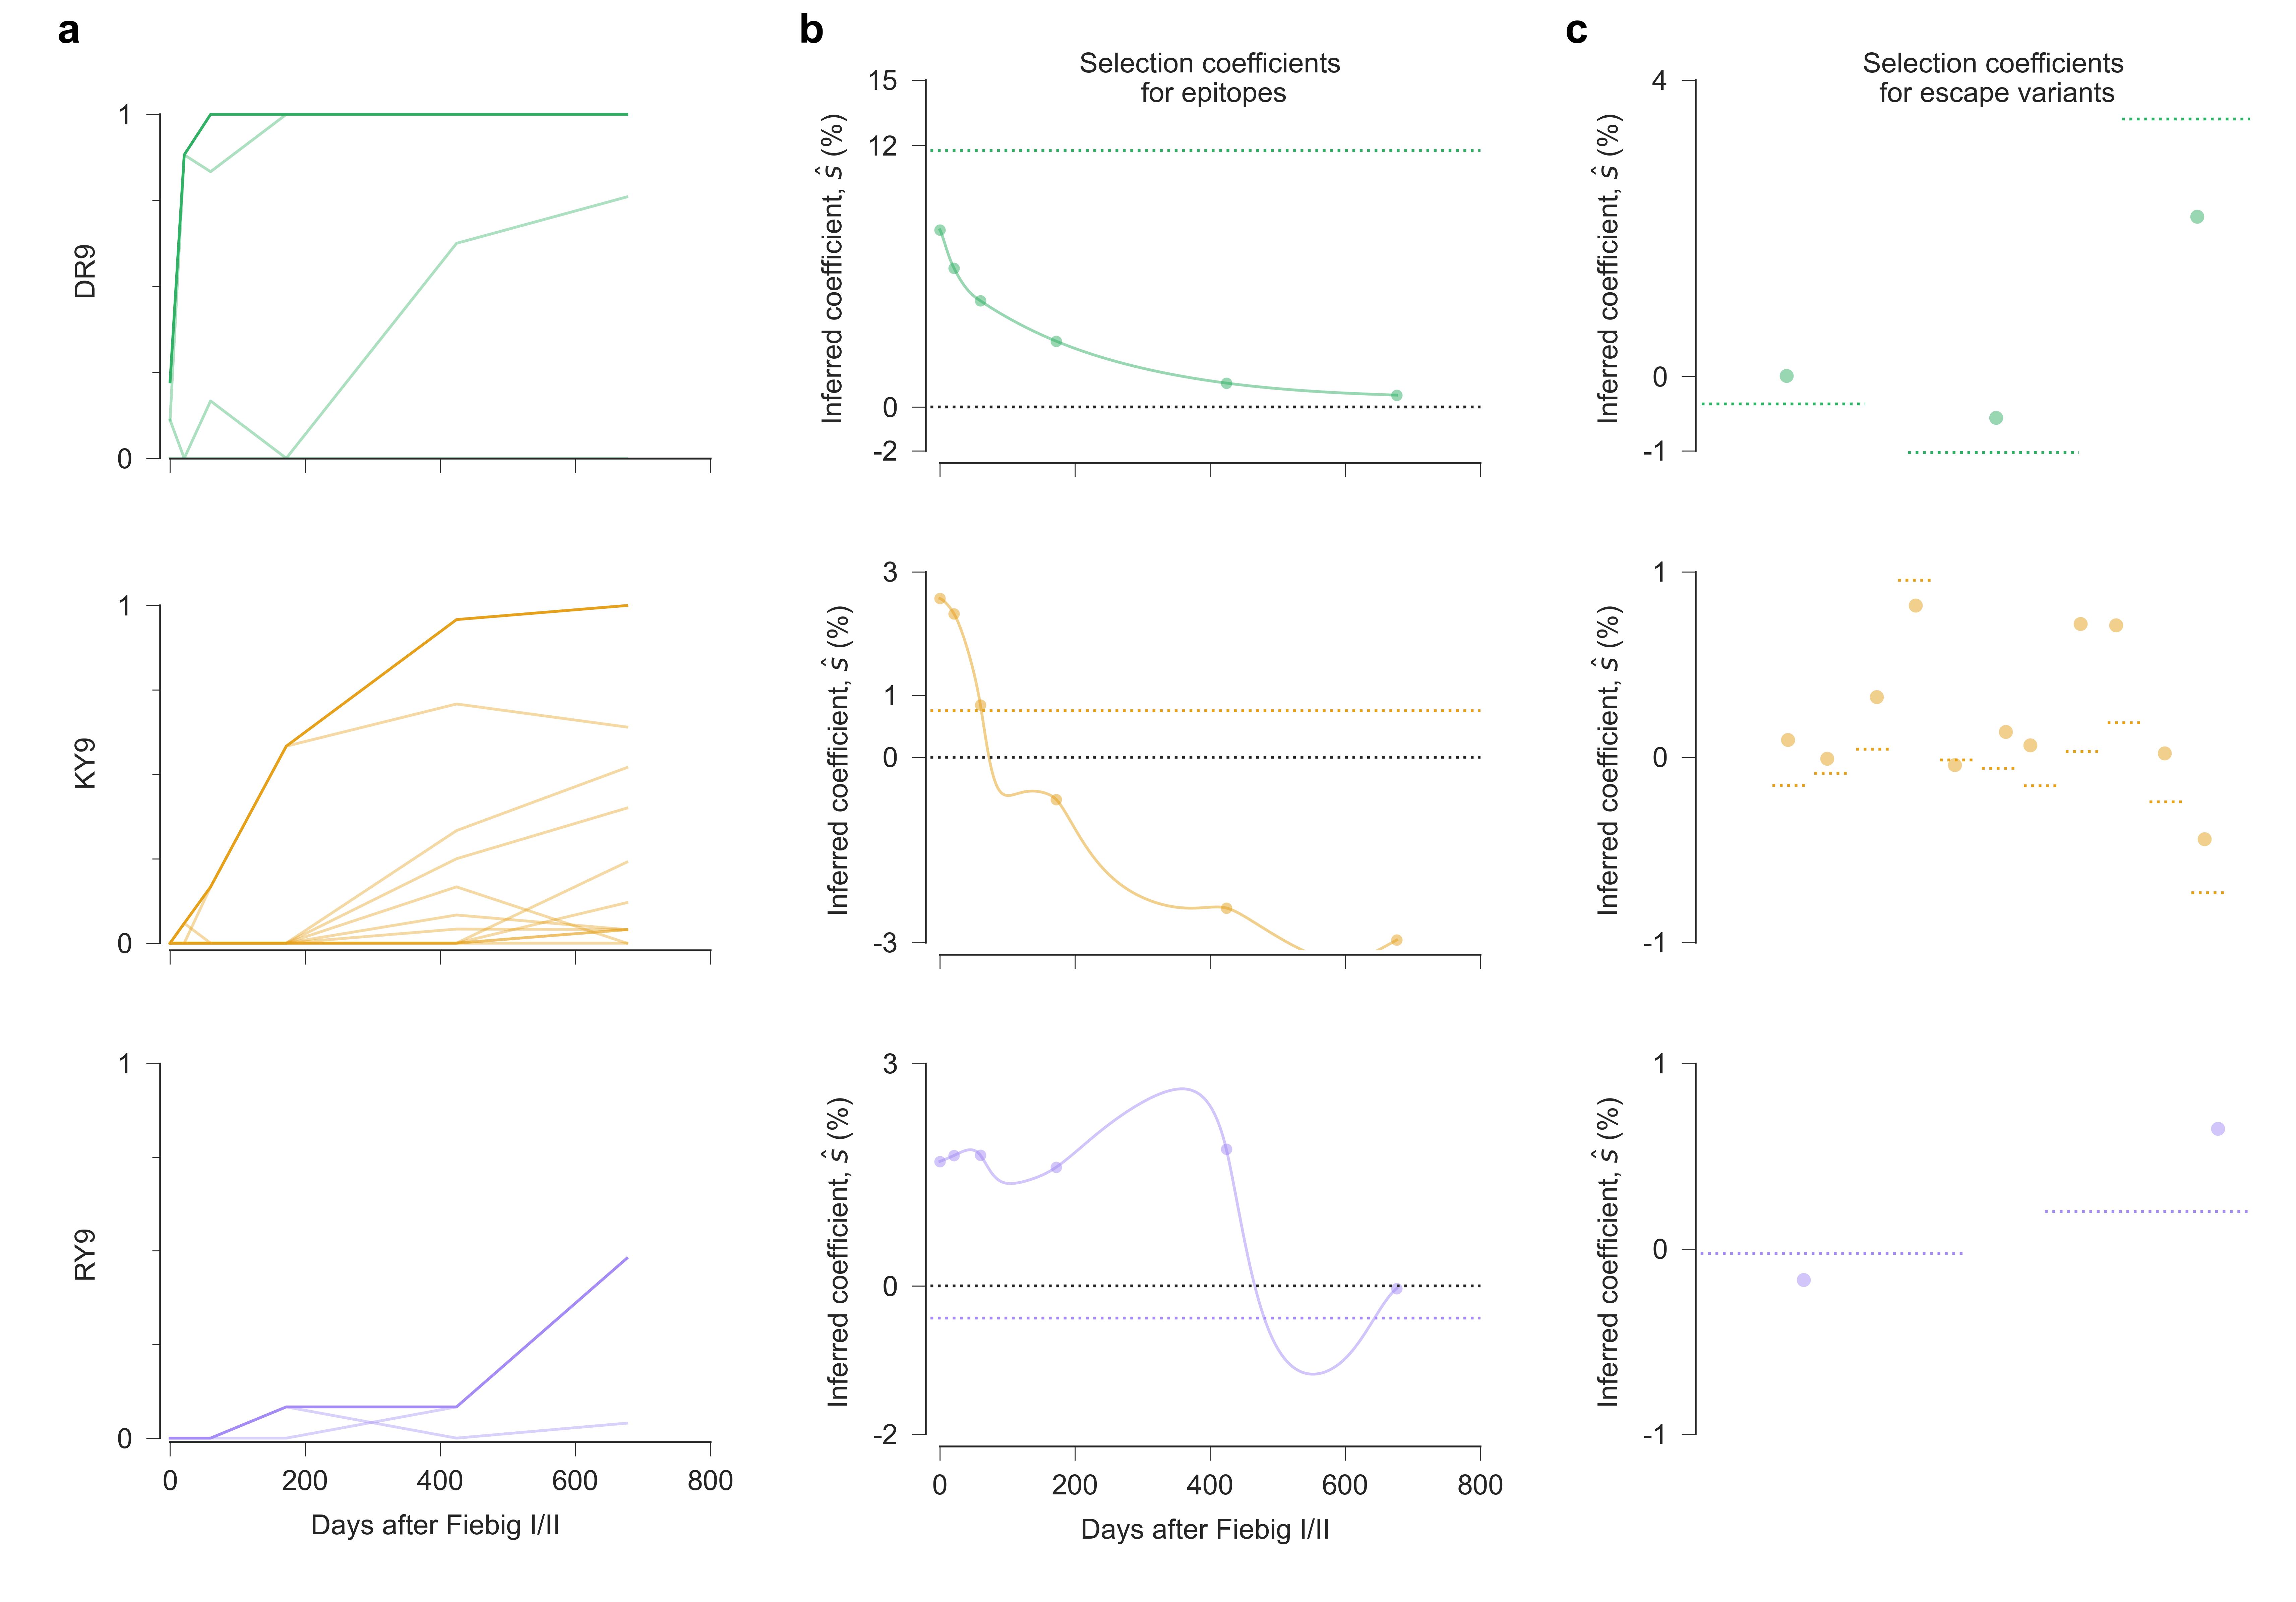 a
b
c
Selection coefficients
for epitopes
Selection coefficients
for escape variants
DR9
1
0
Inferred coefficient, ŝ (%)
15
12
0
-2
Inferred coefficient, ŝ (%)
4
0
-1
KY9
1
0
Inferred coefficient, ŝ (%)
3
1
0
-3
Inferred coefficient, ŝ (%)
1
0
-1
RY9
1
0
0 200 400 600 800
Days after Fiebig I/II
Inferred coefficient, ŝ (%)
3
0
-2
0 200 400 600 800
Days after Fiebig I/II
Inferred coefficient, ŝ (%)
1
0
-1